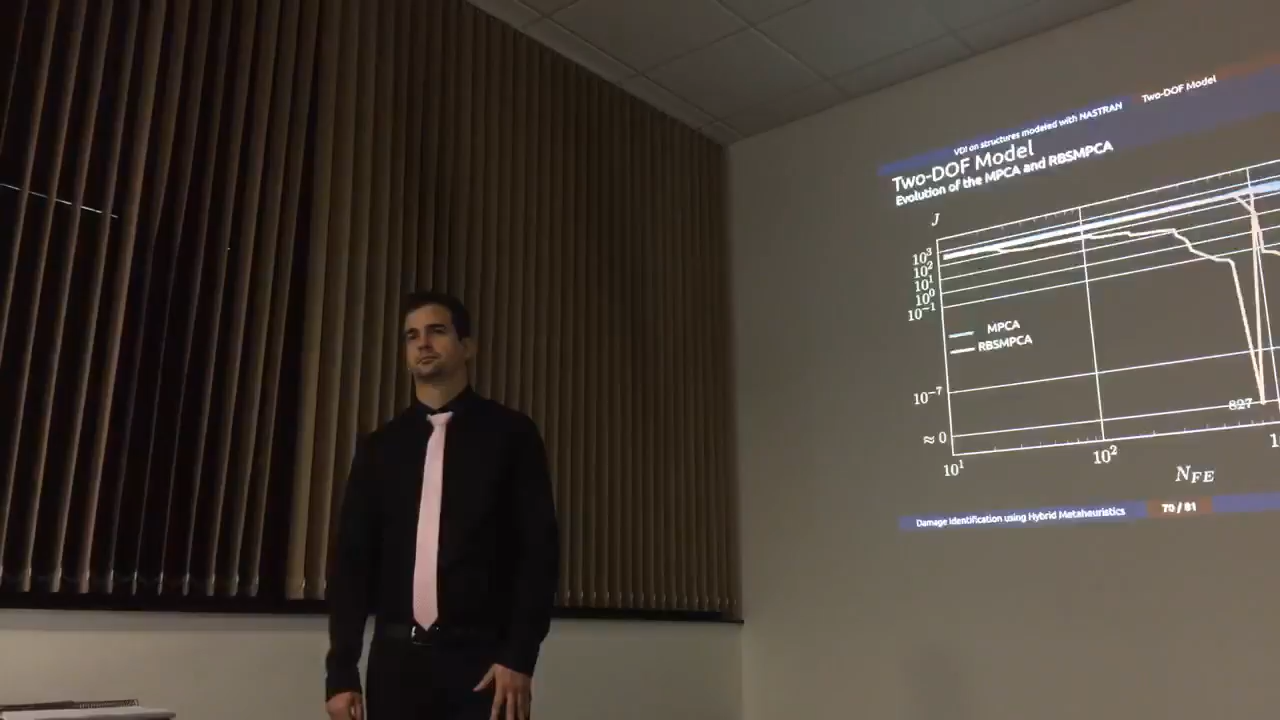 VDI on structures modeled with NASTRAN Two-DOF Model
Two-DOF Model
Evolution of the MPCA and RBSMPCA
J
10³
10²
10¹
10⁰
10⁻¹
MPCA
RBSMPCA
10⁻⁷
827
≈ 0
10¹
10²
N_FE
Damage Identification using Hybrid Metaheuristics 70 / 81